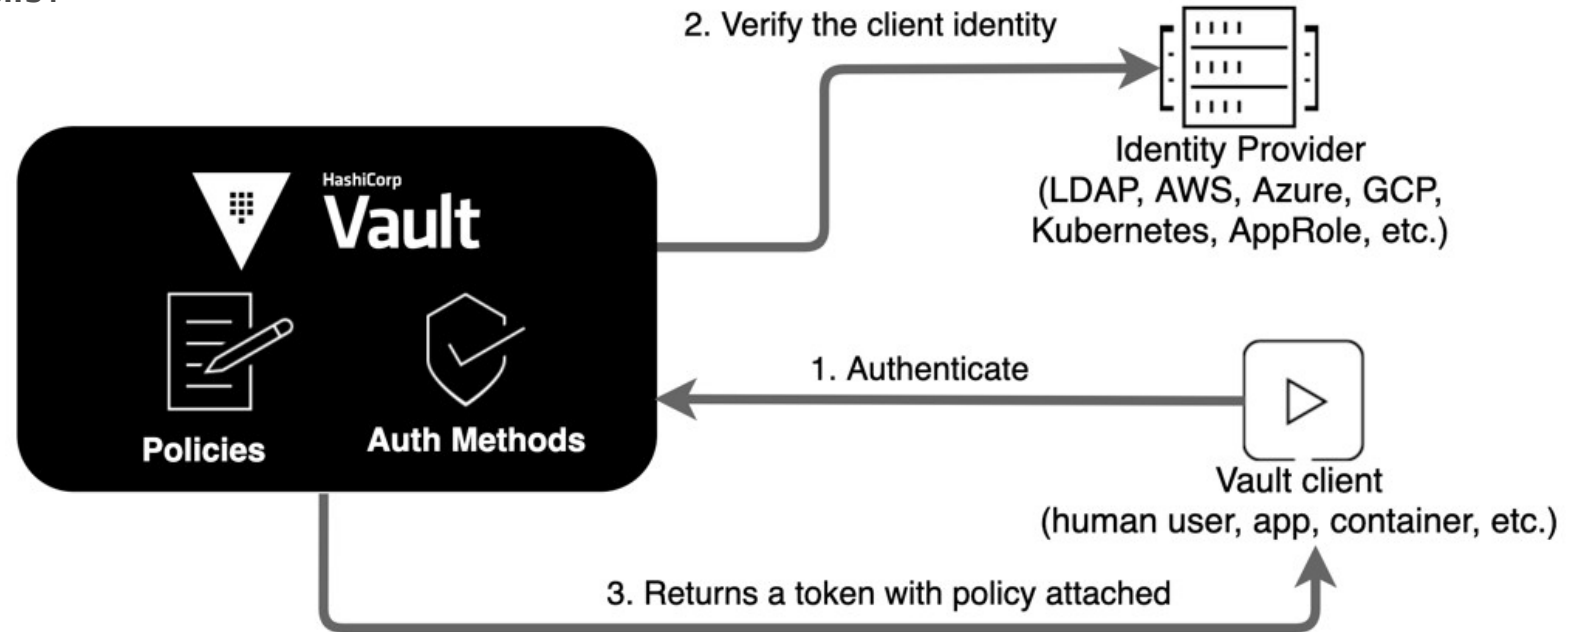 2. Verify the client identity
Identity Provider
(LDAP, AWS, Azure, GCP,
Kubernetes, AppRole, etc.)
HashiCorp
Vault
Policies
Auth Methods
1. Authenticate
Vault client
(human user, app, container, etc.)
3. Returns a token with policy attached